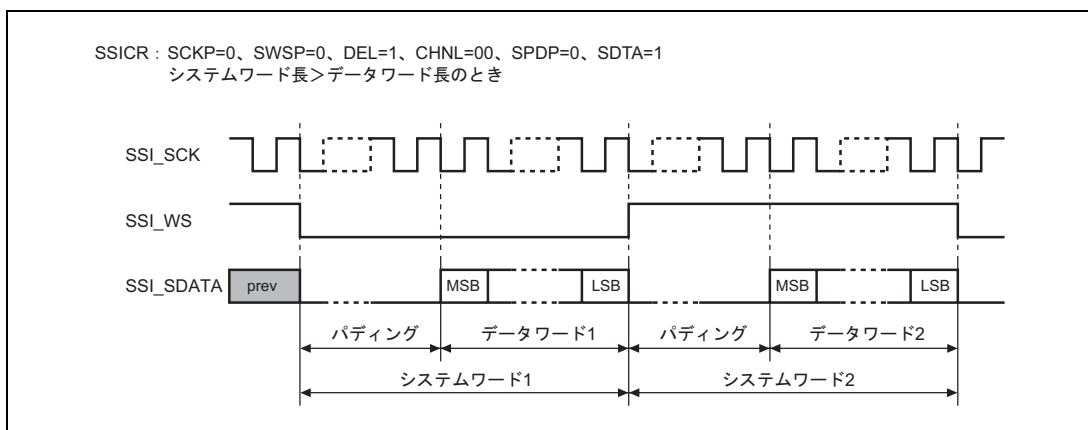 SSICR：SCKP=0、SWSP=0、DEL=1、CHNL=00、SPDP=0、SDTA=1
システムワード長＞データワード長のとき
SSI_SCK
SSI_WS
SSI_SDATA
prev
MSB
LSB
MSB
LSB
パディング
データワード1
パディング
データワード2
システムワード1
システムワード2